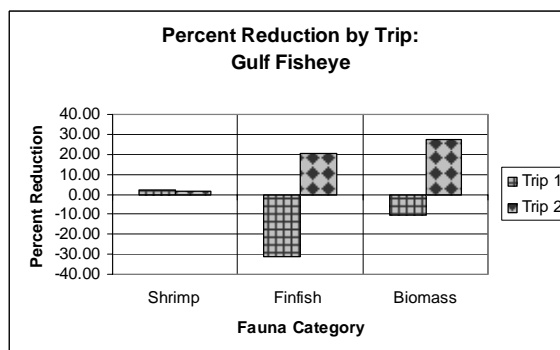 Percent Reduction by Trip:
Gulf Fisheye
Percent Reduction
40.00
30.00
20.00
10.00
0.00
-10.00
-20.00
-30.00
-40.00
Shrimp Finfish Biomass
Fauna Category
Trip 1
Trip 2